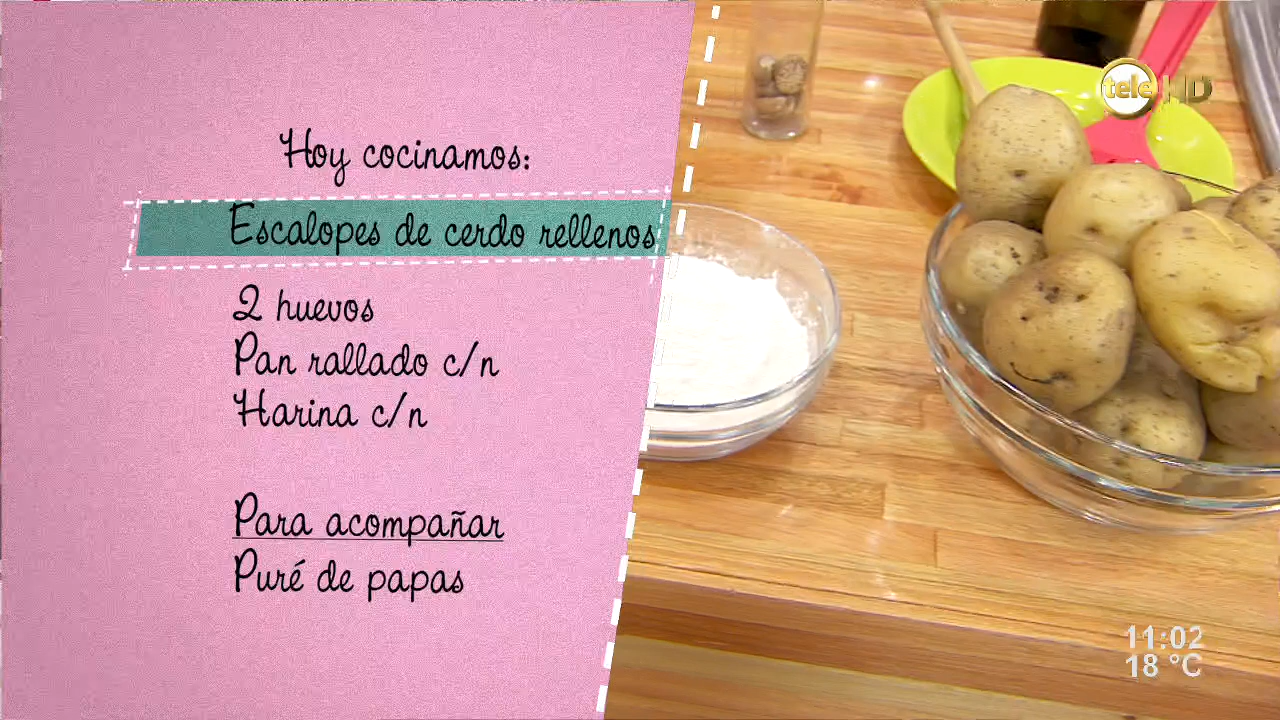 Hoy cocinamos:
Escalopes de cerdo rellenos
2 huevos
Pan rallado c/n
Harina c/n
Para acompañar
Puré de papas
tele HD
11:02
18 °C